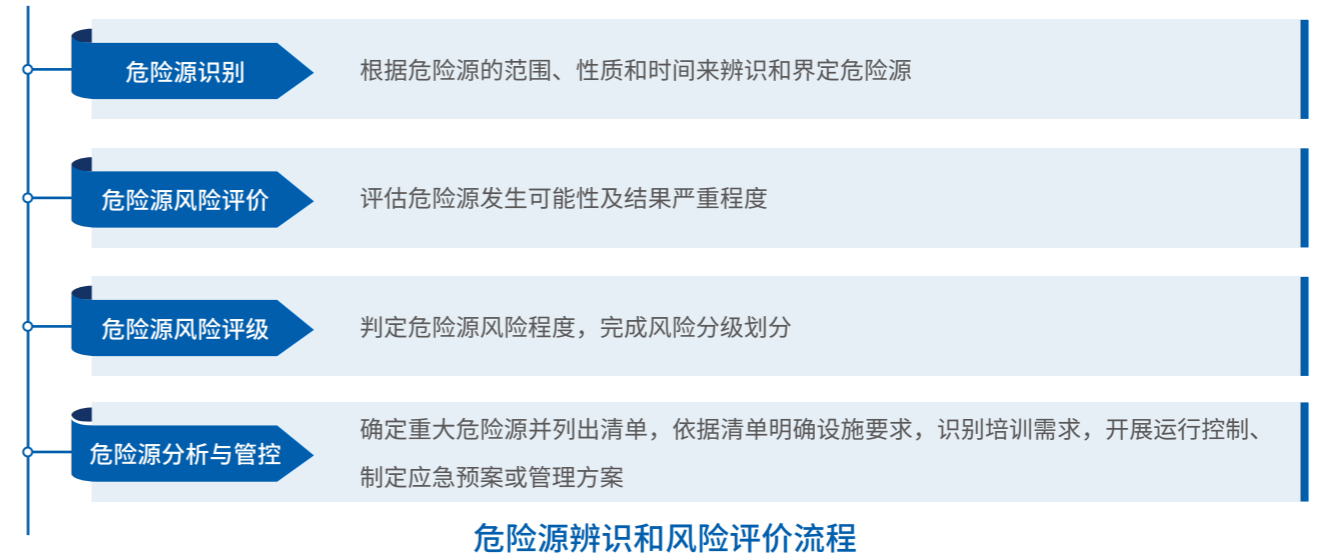 危险源识别
根据危险源的范围、性质和时间来辨识和界定危险源
危险源风险评价
评估危险源发生可能性及结果严重程度
危险源风险评级
判定危险源风险程度，完成风险分级划分
危险源分析与管控
确定重大危险源并列出清单，依据清单明确设施要求，识别培训需求，开展运行控制、
制定应急预案或管理方案
危险源辨识和风险评价流程